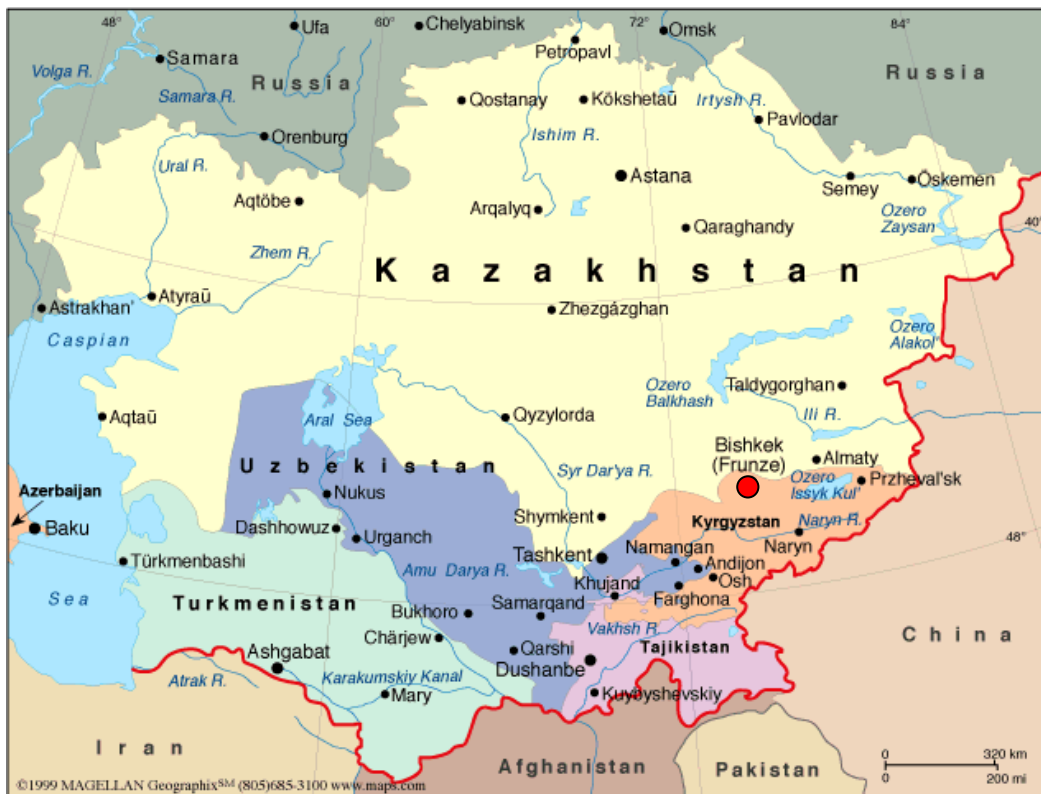 48°
60°
72°
84°
Ufa
Chelyabinsk
Omsk
Petropavl
Volga R.
Samara
Russia
Russia
Samara R.
Qostanay
Kökshetaū
Irtysh R.
Pavlodar
Orenburg
Ishim R.
Ural R.
Astana
Semey
Öskemen
Aqtöbe
Arqalyq
Ozero
Zaysan
40°
Qaraghandy
Zhem R.
Kazakhstan
Atyraū
Astrakhan'
Zhezgázghan
Caspian
Ozero
Alakol'
Ozero
Balkhash
Taldygorghan
Aqtaū
Aral Sea
Qyzylorda
Ili R.
Bishkek
(Frunze)
Almaty
Uzbekistan
Syr Dar'ya R.
Ozero
Issyk Kul'
Przheval'sk
Azerbaijan
Nukus
Baku
Dashhowuz
Urganch
Shymkent
Kyrgyzstan
Naryn R.
Naryn
48°
Türkmenbashi
Tashkent
Namangan
Andijon
Osh
Amu Darya R.
Khujand
Farghona
Sea
Turkmenistan
Bukhoro
Samarqand
Vakhsh R.
China
Chärjew
Qarshi
Tajikistan
Ashgabat
Dushanbe
Atrak R.
Karakumskiy Kanal
Mary
Kuybyshevskiy
Iran
Afghanistan
Pakistan
0 320 km
0 200 mi
©1999 MAGELLAN Geographix℠ (805)685-3100 www.maps.com